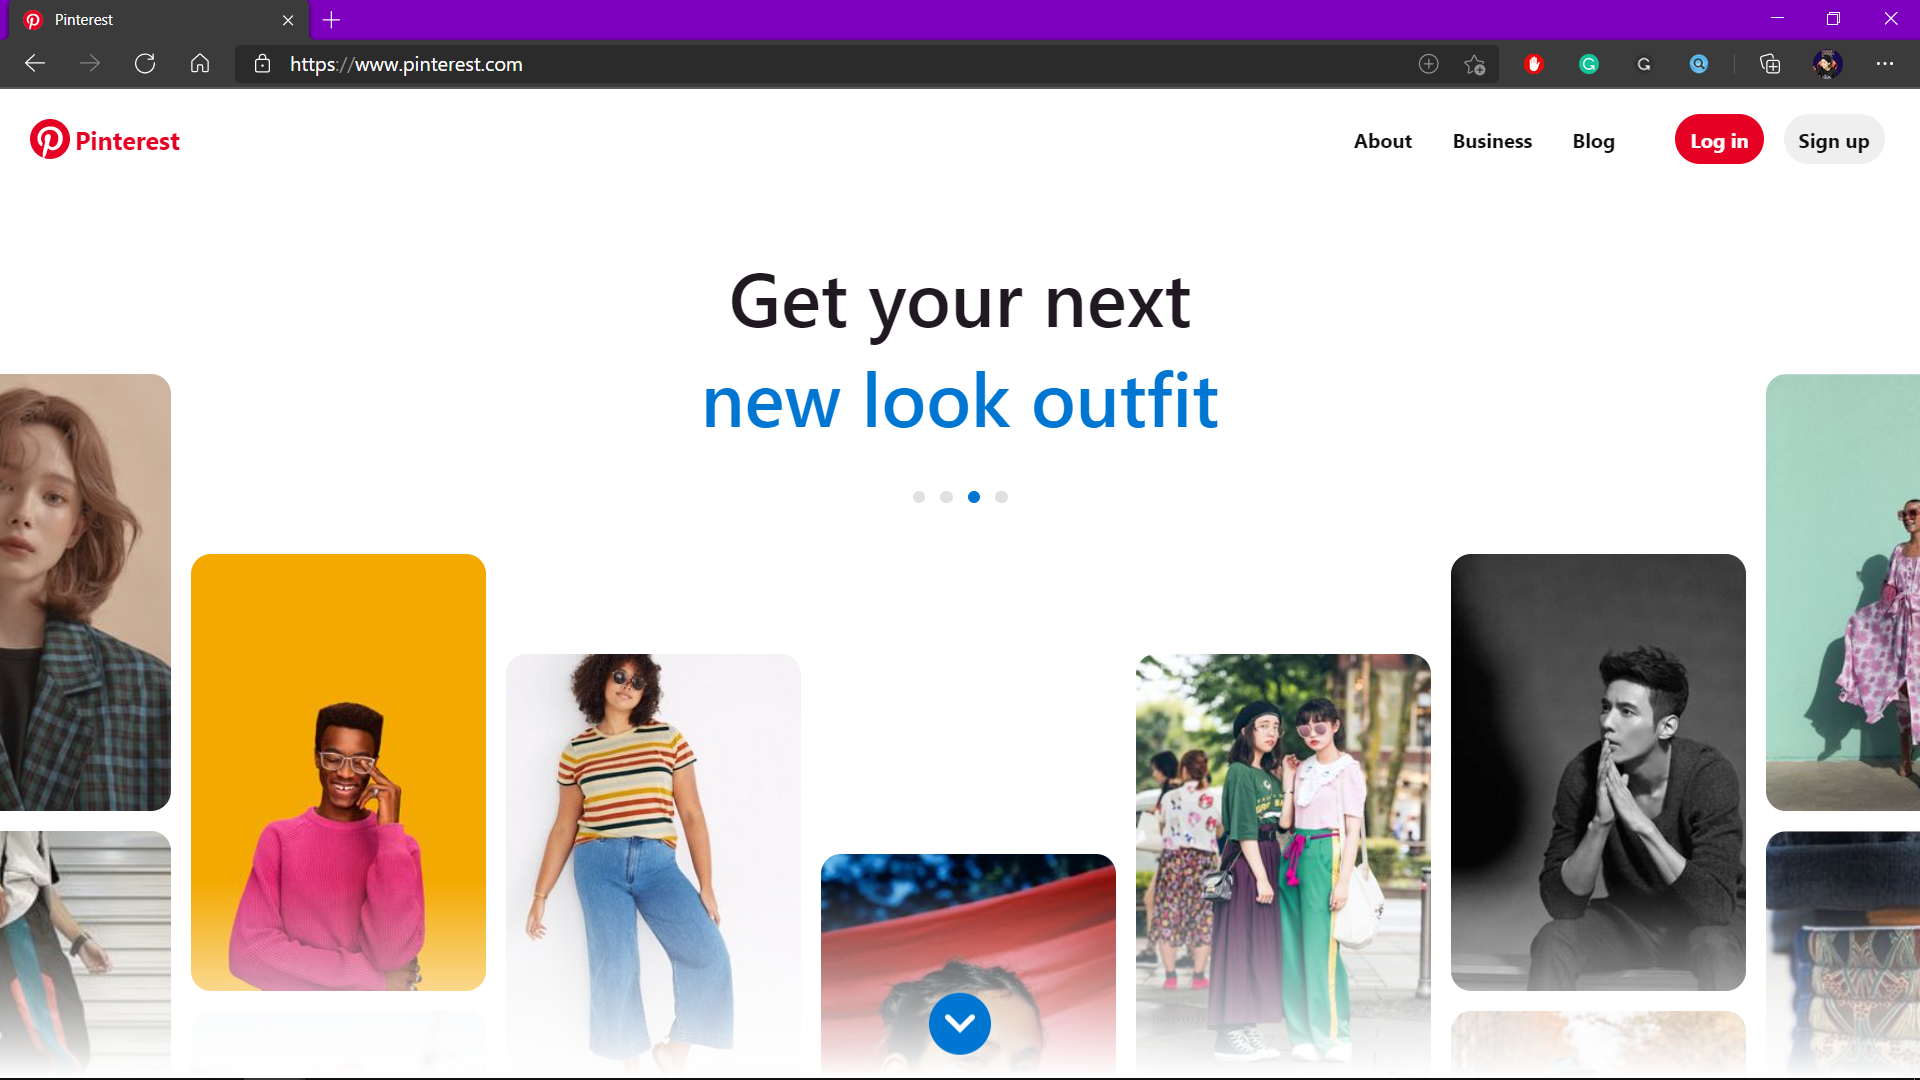 Pinterest
https://www.pinterest.com
Pinterest
About
Business
Blog
Log in
Sign up
Get your next
new look outfit